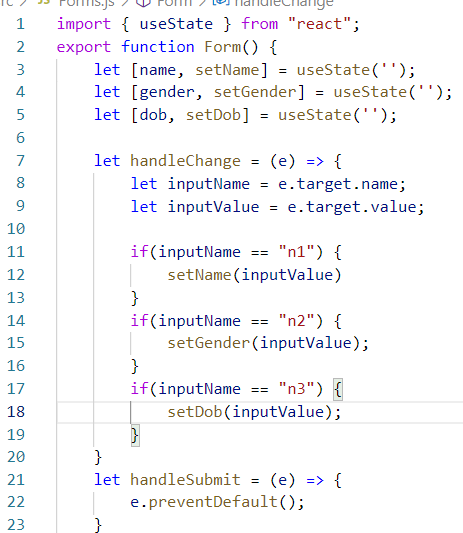 rc / JS Forms.js / Form / handleChange
1 import { useState } from "react";
2 export function Form() {
3 let [name, setName] = useState('');
4 let [gender, setGender] = useState('');
5 let [dob, setDob] = useState('');
6
7 let handleChange = (e) => {
8 let inputName = e.target.name;
9 let inputValue = e.target.value;
10
11 if(inputName == "n1") {
12 setName(inputValue)
13 }
14 if(inputName == "n2") {
15 setGender(inputValue);
16 }
17 if(inputName == "n3") {
18 setDob(inputValue);
19 }
20 }
21 let handleSubmit = (e) => {
22 e.preventDefault();
23 }